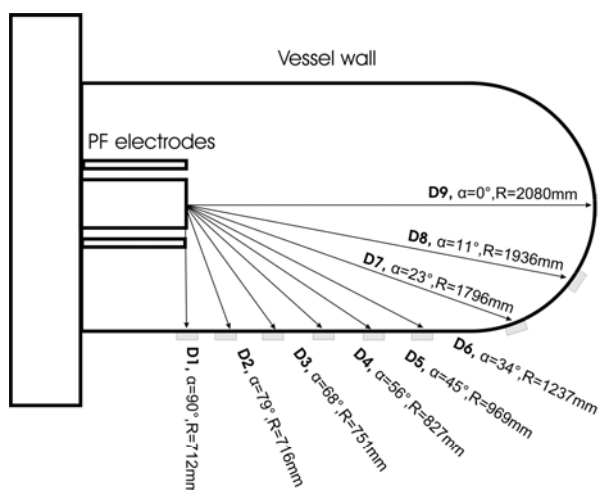 Vessel wall
PF electrodes
D9, α=0°,R=2080mm
D8, α=11°,R=1936mm
D7, α=23°,R=1796mm
D6, α=34°,R=1237mm
D5, α=45°,R=969mm
D4, α=56°,R=827mm
D3, α=68°,R=751mm
D2, α=79°,R=716mm
D1, α=90°,R=712mm